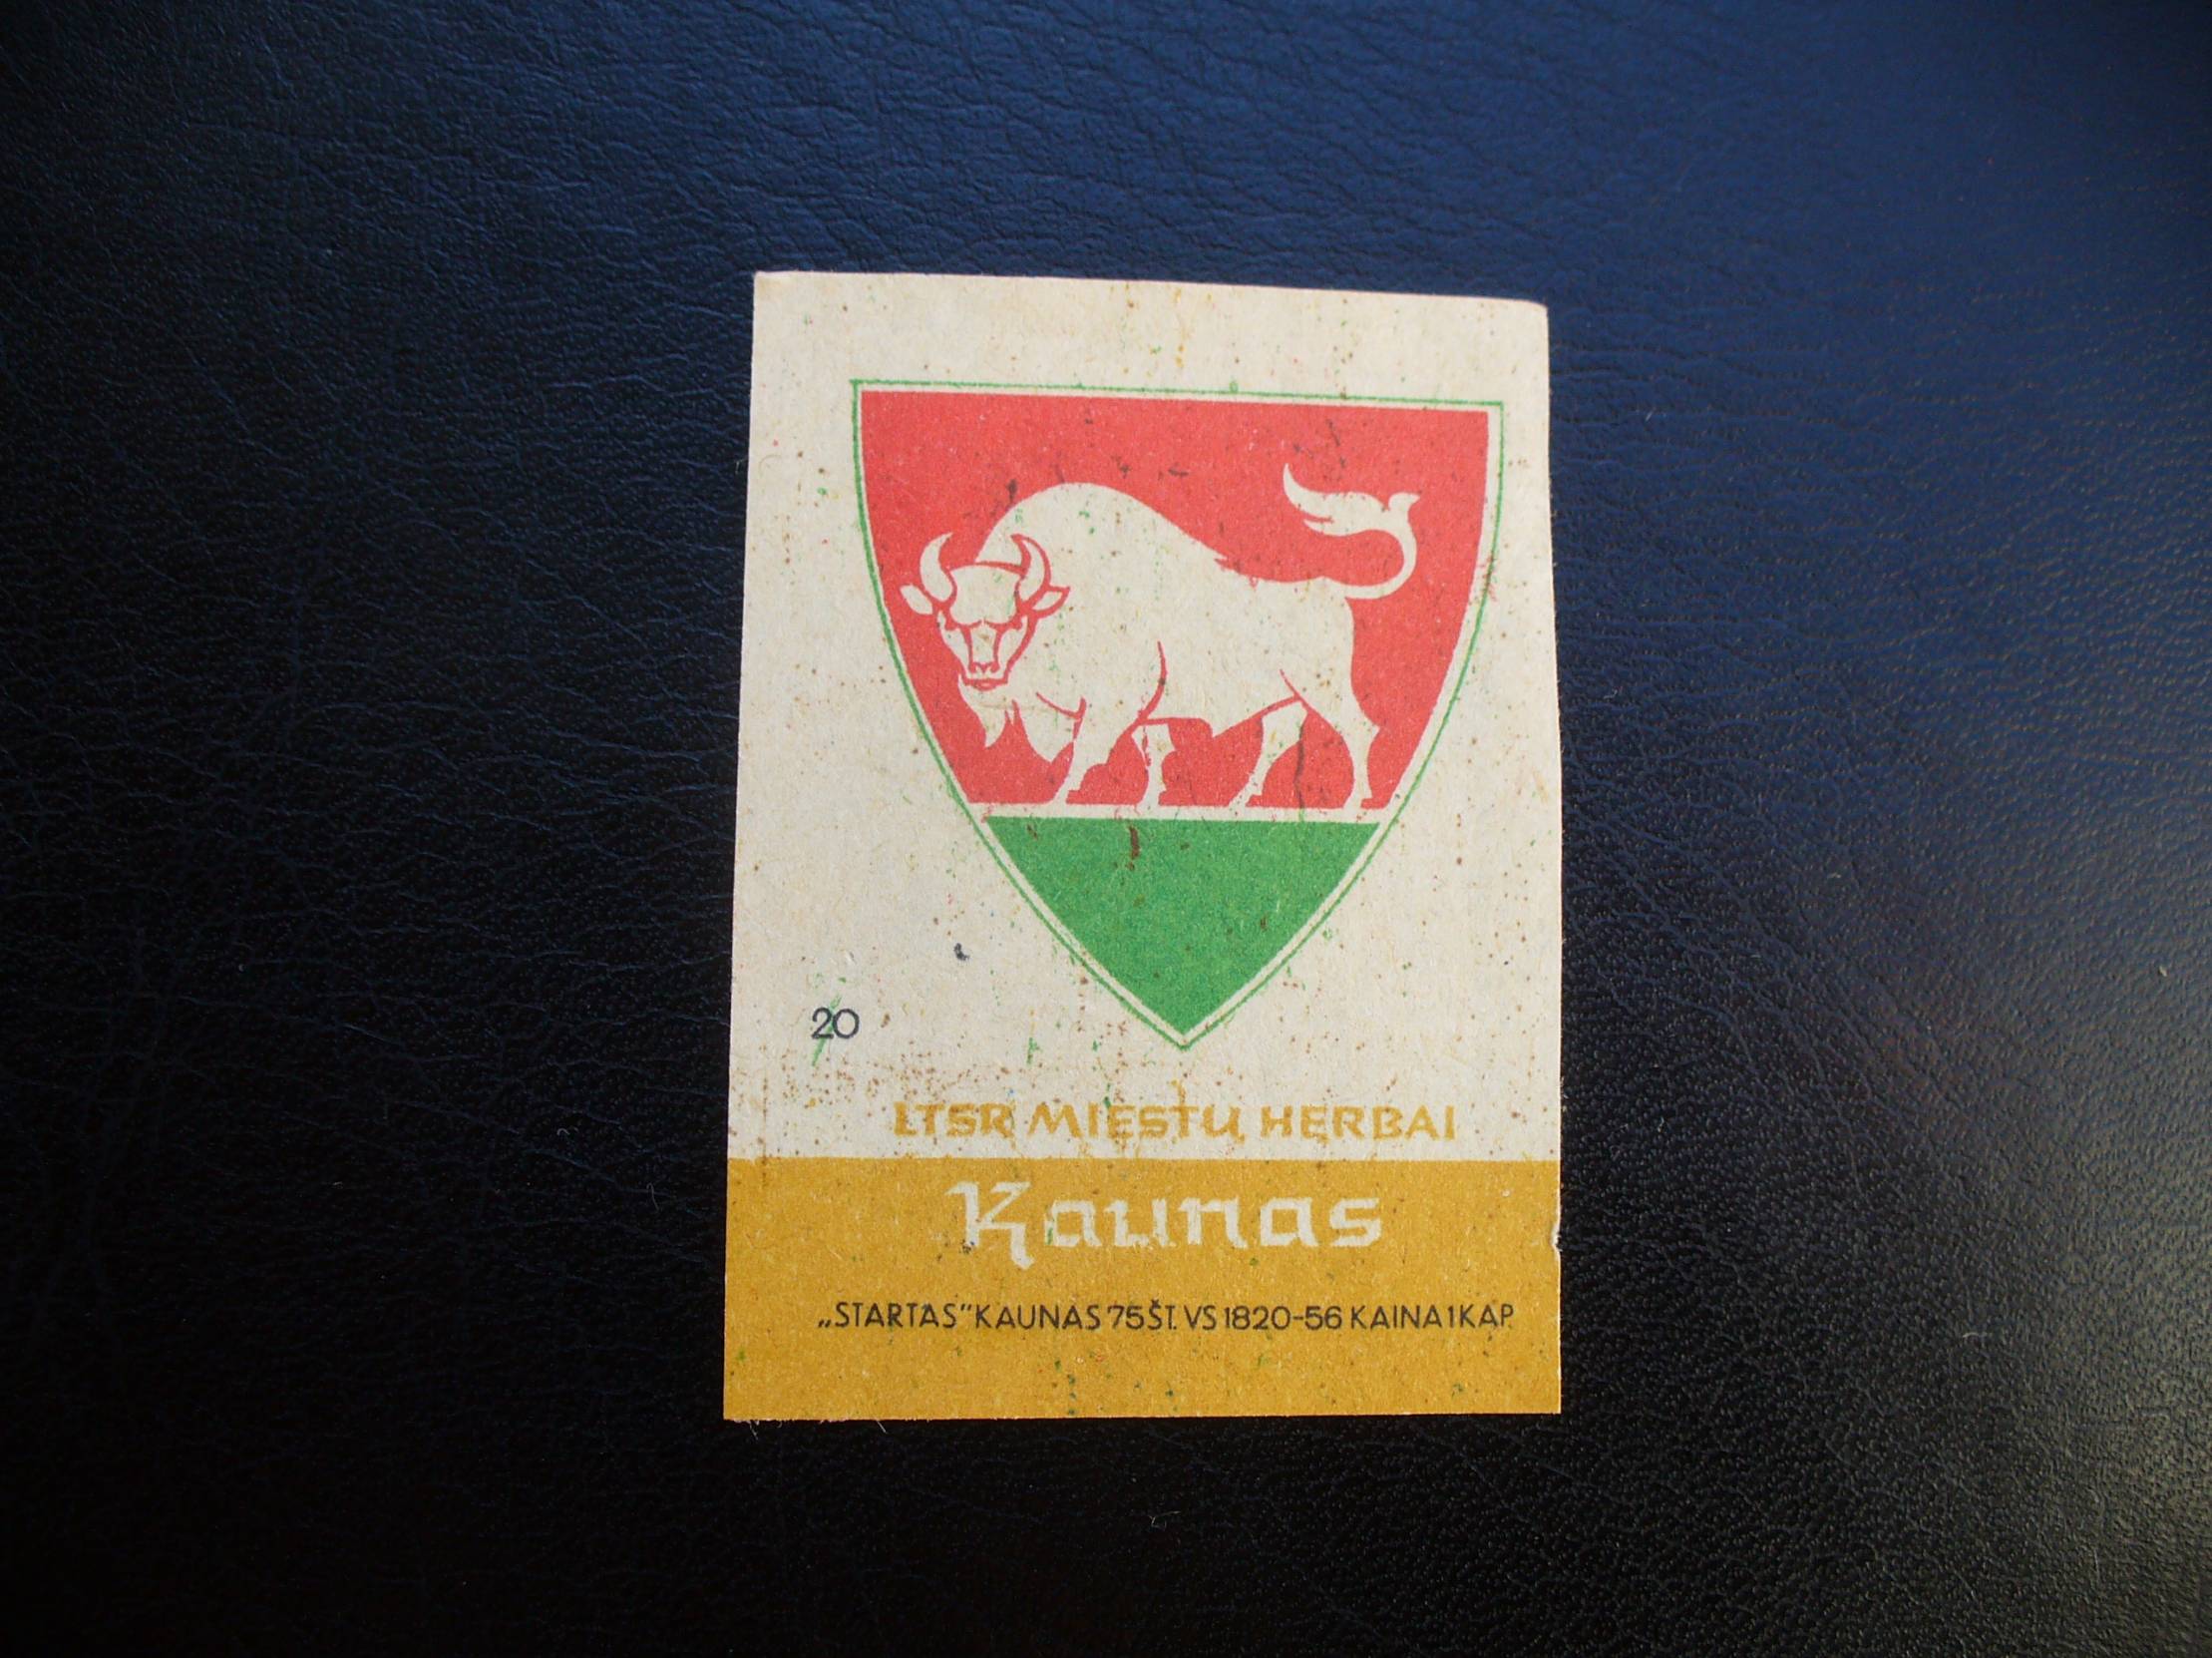 20
LTSR MIESTŲ HERBAI
Kaunas
„STARTAS" KAUNAS 75 ŠT. VS 1820-56 KAINA 1 KAP.